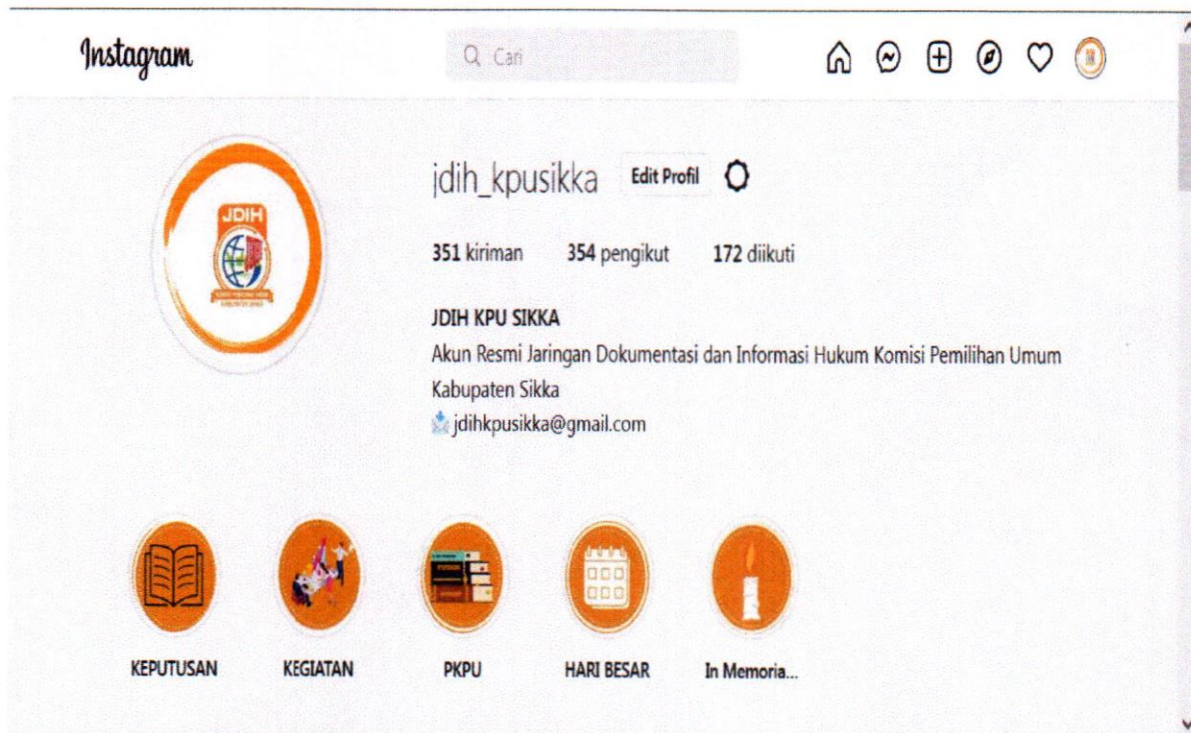 Instagram
Cari
jdih_kpusikka Edit Profil
351 kiriman 354 pengikut 172 diikuti
JDIH
JDIH KPU SIKKA
Akun Resmi Jaringan Dokumentasi dan Informasi Hukum Komisi Pemilihan Umum
Kabupaten Sikka
jdihkpusikka@gmail.com
KEPUTUSAN KEGIATAN PKPU HARI BESAR In Memoria...